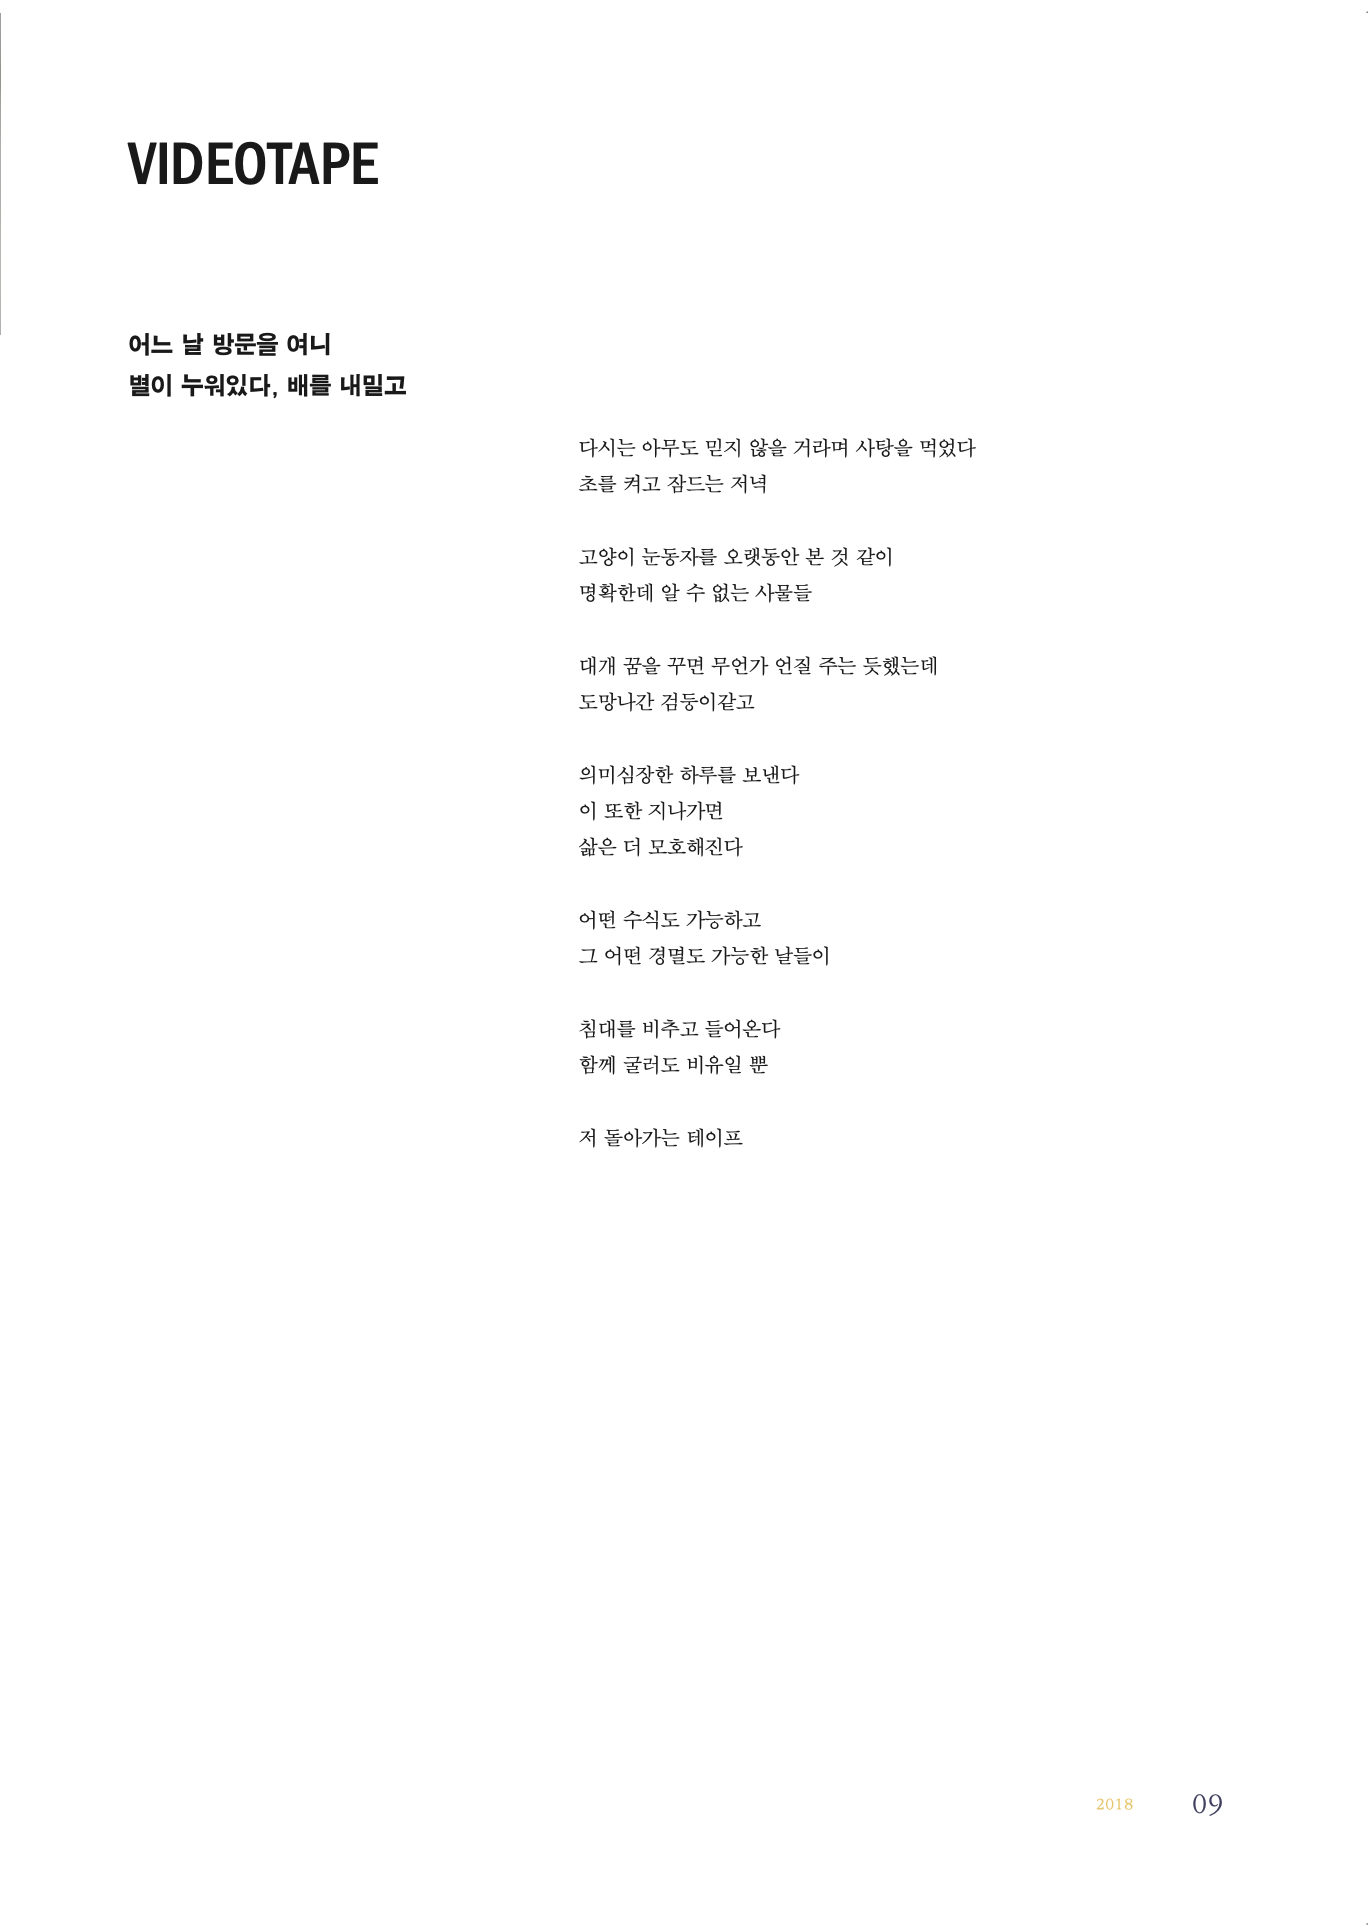 VIDEOTAPE
어느 날 방문을 여니
별이 누워있다, 배를 내밀고
다시는 아무도 믿지 않을 거라며 사탕을 먹었다
초를 켜고 잠드는 저녁
고양이 눈동자를 오랫동안 본 것 같이
명확한데 알 수 없는 사물들
대개 꿈을 꾸면 무언가 언질 주는 듯했는데
도망나간 검둥이같고
의미심장한 하루를 보낸다
이 또한 지나가면
삶은 더 모호해진다
어떤 수식도 가능하고
그 어떤 경멸도 가능한 날들이
침대를 비추고 들어온다
함께 굴러도 비유일 뿐
저 돌아가는 테이프
2018 09